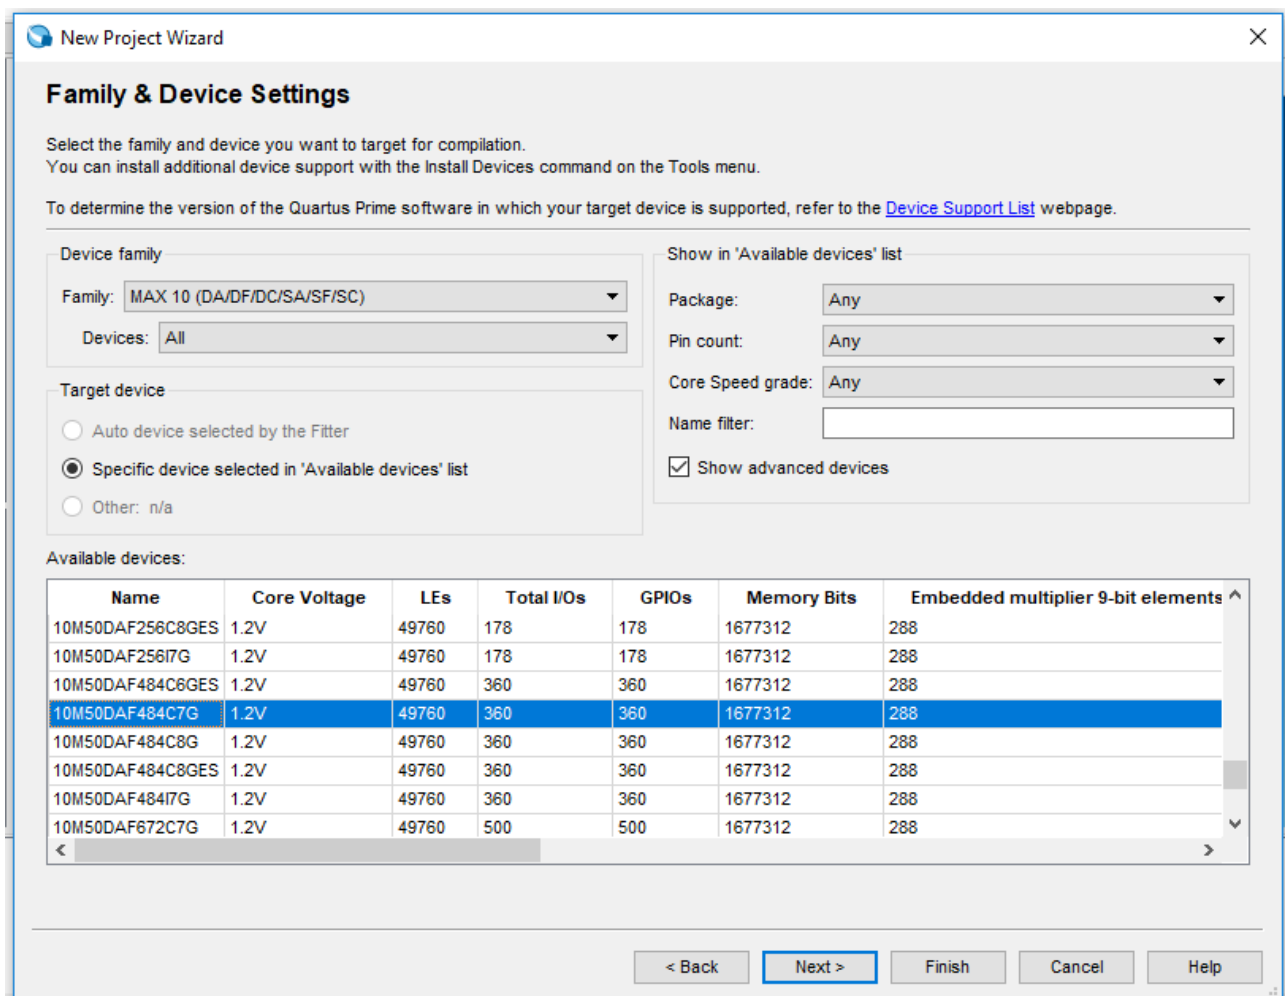 New Project Wizard
Family & Device Settings
Select the family and device you want to target for compilation.
You can install additional device support with the Install Devices command on the Tools menu.
To determine the version of the Quartus Prime software in which your target device is supported, refer to the Device Support List webpage.
Device family
Family: MAX 10 (DA/DF/DC/SA/SF/SC)
Devices: All
Target device
Auto device selected by the Fitter
Specific device selected in 'Available devices' list
Other: n/a
Show in 'Available devices' list
Package: Any
Pin count: Any
Core Speed grade: Any
Name filter:
Show advanced devices
Available devices:
Name Core Voltage LEs Total I/Os GPIOs Memory Bits Embedded multiplier 9-bit elements
10M50DAF256C8GES 1.2V 49760 178 178 1677312 288
10M50DAF256I7G 1.2V 49760 178 178 1677312 288
10M50DAF484C6GES 1.2V 49760 360 360 1677312 288
10M50DAF484C7G 1.2V 49760 360 360 1677312 288
10M50DAF484C8G 1.2V 49760 360 360 1677312 288
10M50DAF484C8GES 1.2V 49760 360 360 1677312 288
10M50DAF484I7G 1.2V 49760 360 360 1677312 288
10M50DAF672C7G 1.2V 49760 500 500 1677312 288
< Back Next > Finish Cancel Help